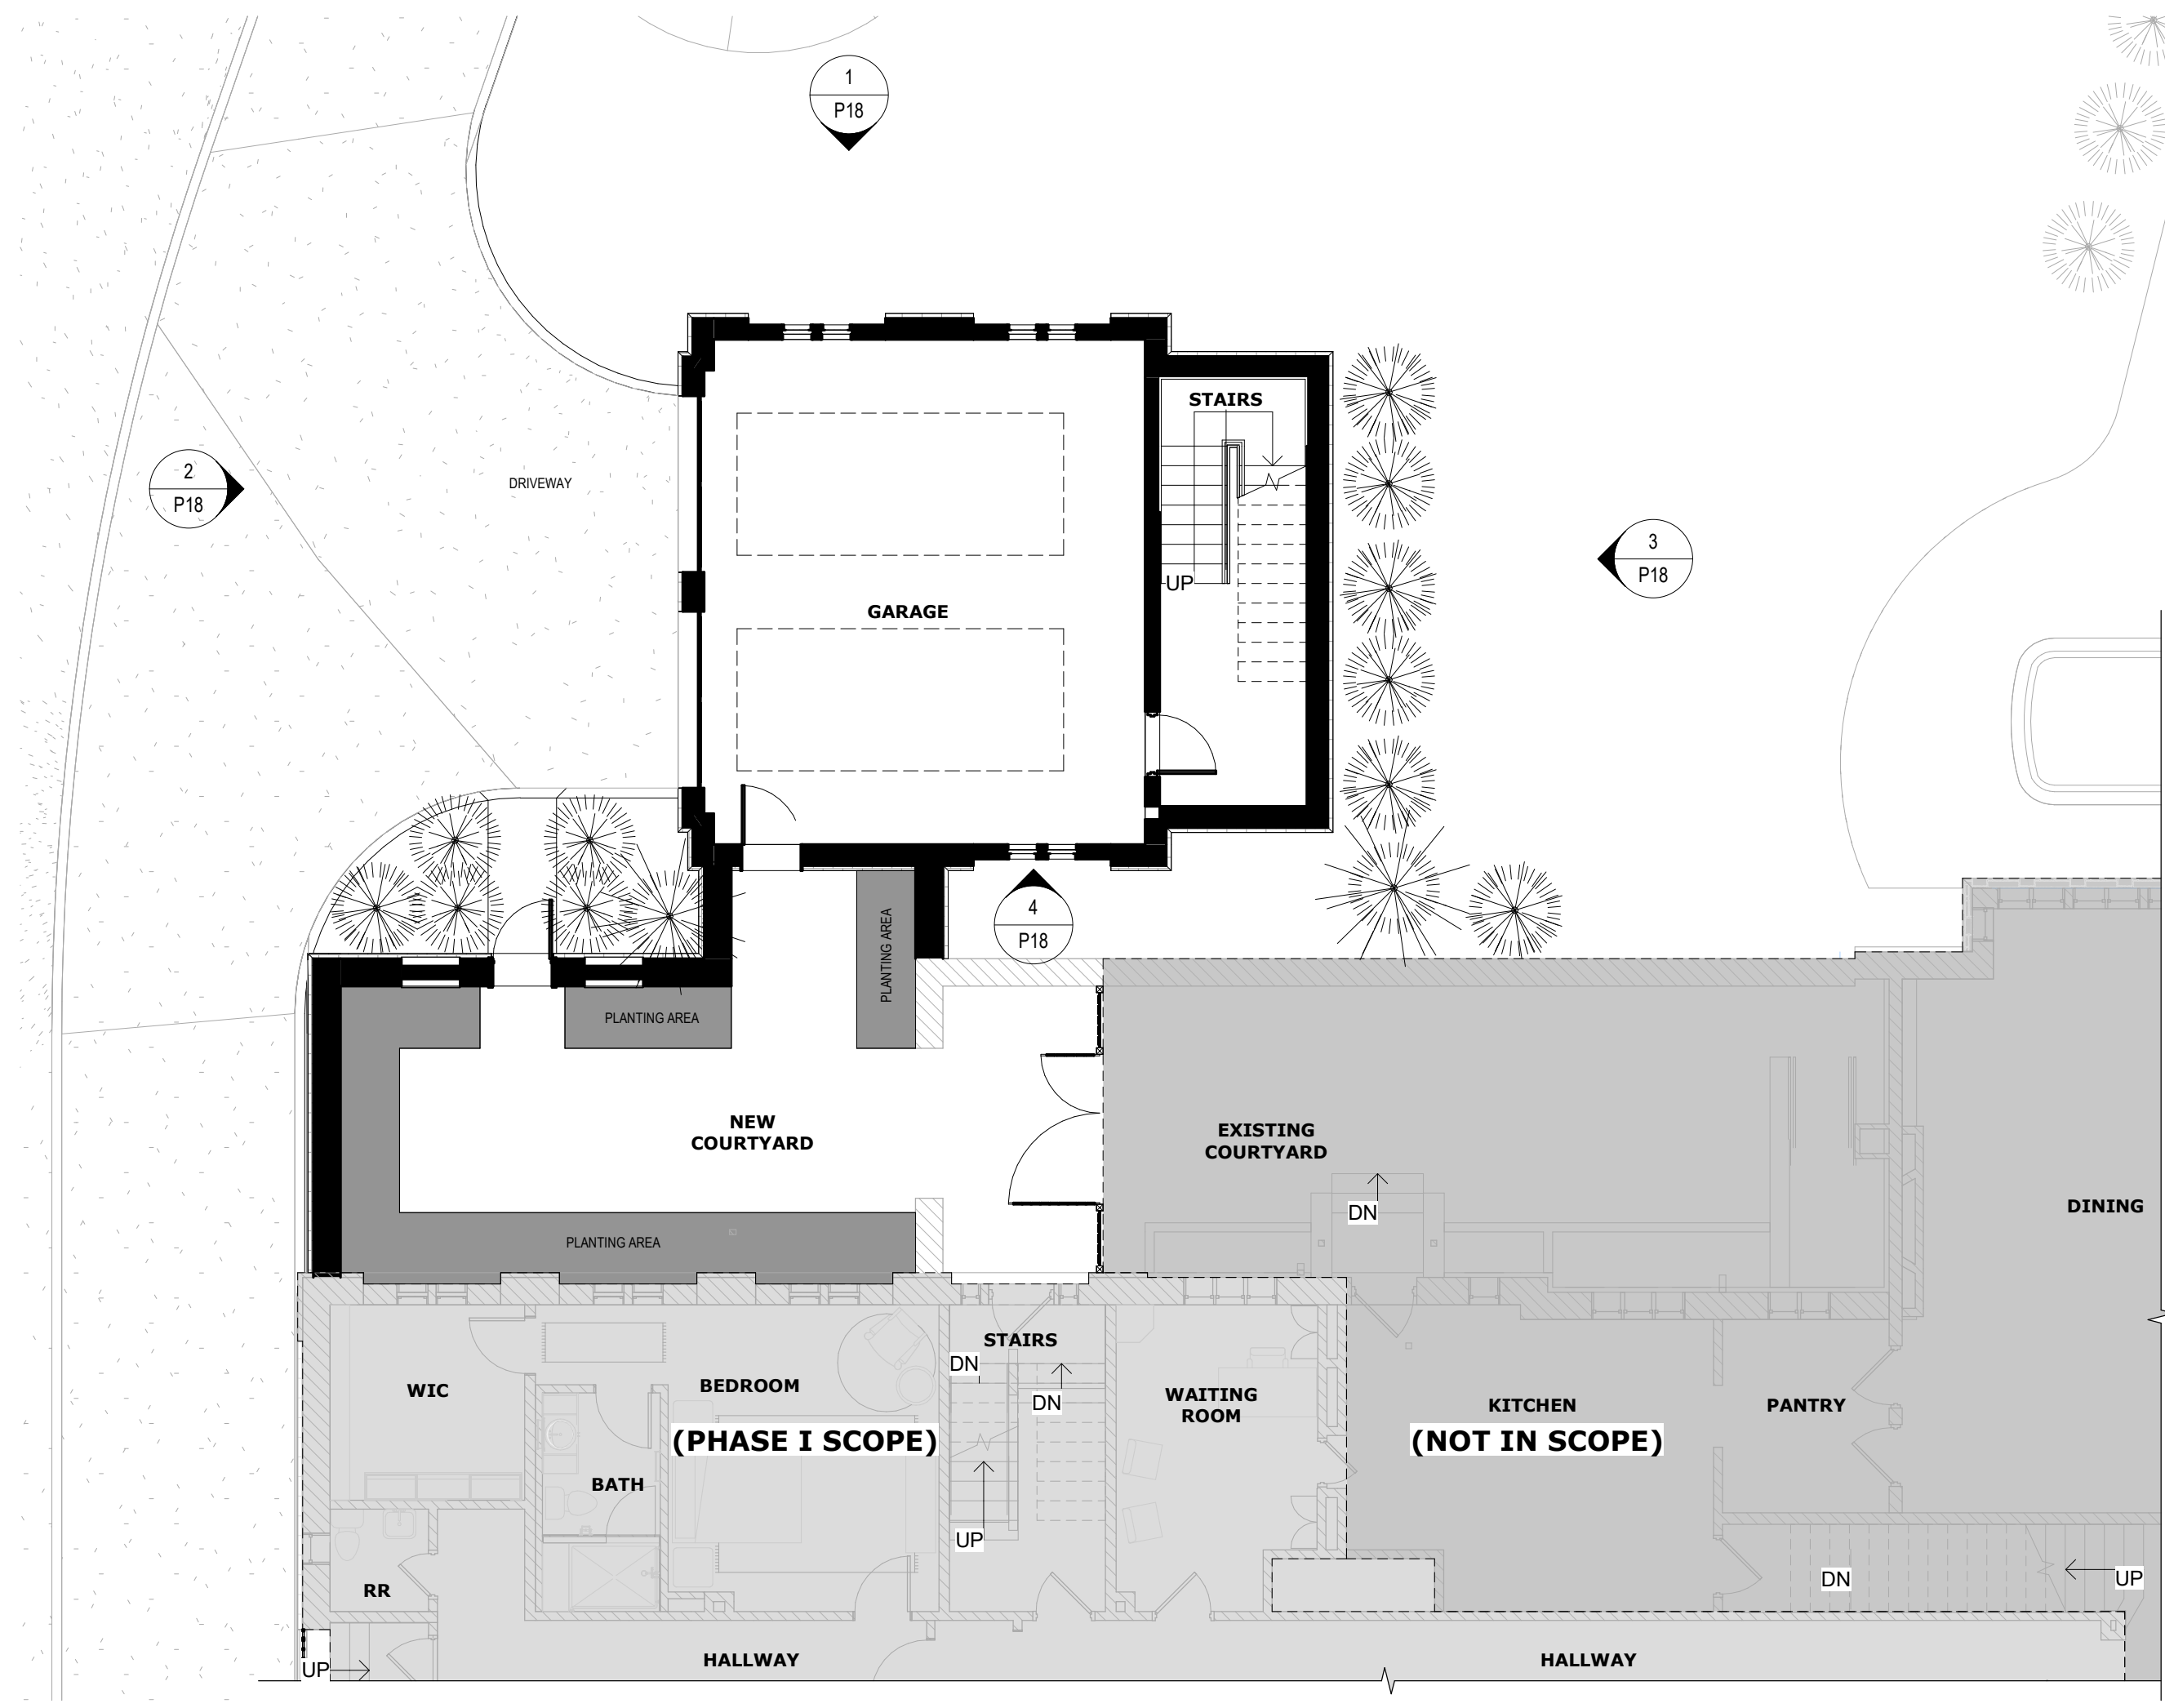 1
P18
STAIRS
2
P18
DRIVEWAY
3
P18
UP
GARAGE
4
P18
PLANTING AREA
PLANTING AREA
NEW
COURTYARD
EXISTING
COURTYARD
DN
DINING
PLANTING AREA
STAIRS
DN
DN
WIC
BEDROOM
WAITING
ROOM
KITCHEN
PANTRY
(PHASE I SCOPE)
(NOT IN SCOPE)
BATH
UP
RR
DN
UP
HALLWAY
HALLWAY
UP